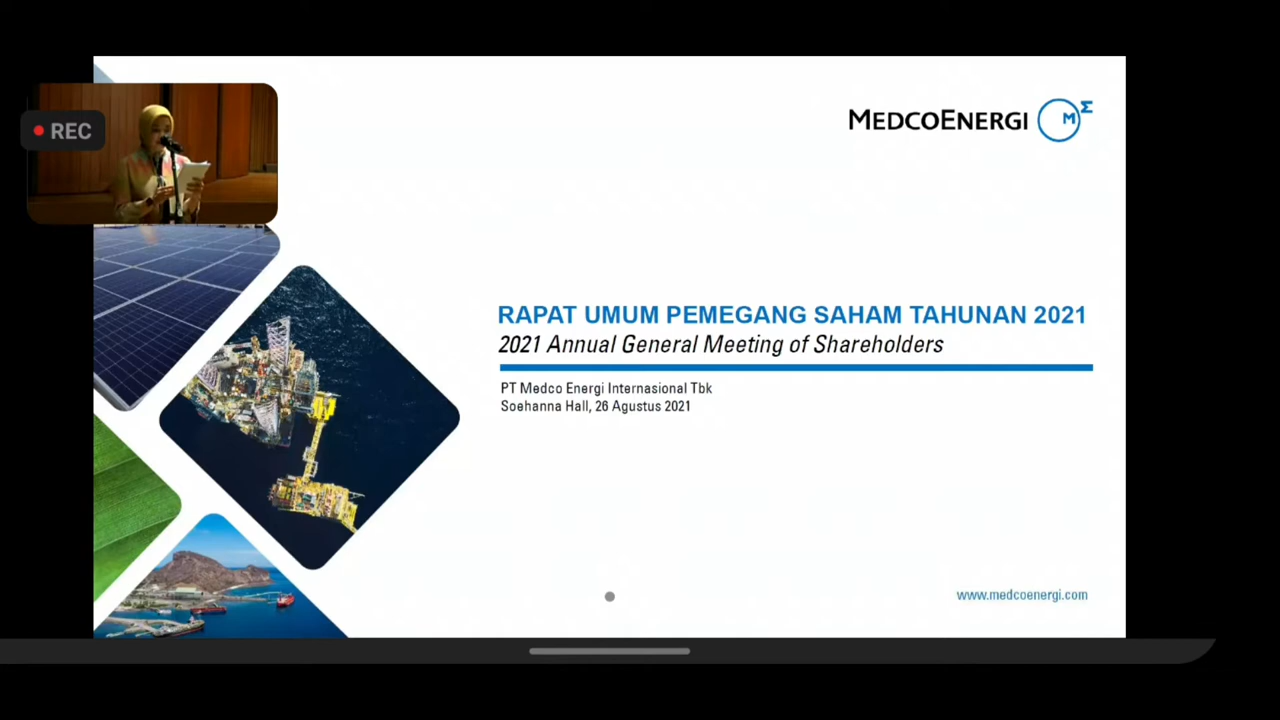 REC
MEDCOENERGI
RAPAT UMUM PEMEGANG SAHAM TAHUNAN 2021
2021 Annual General Meeting of Shareholders
PT Medco Energi Internasional Tbk
Soehanna Hall, 26 Agustus 2021
www.medcoenergi.com